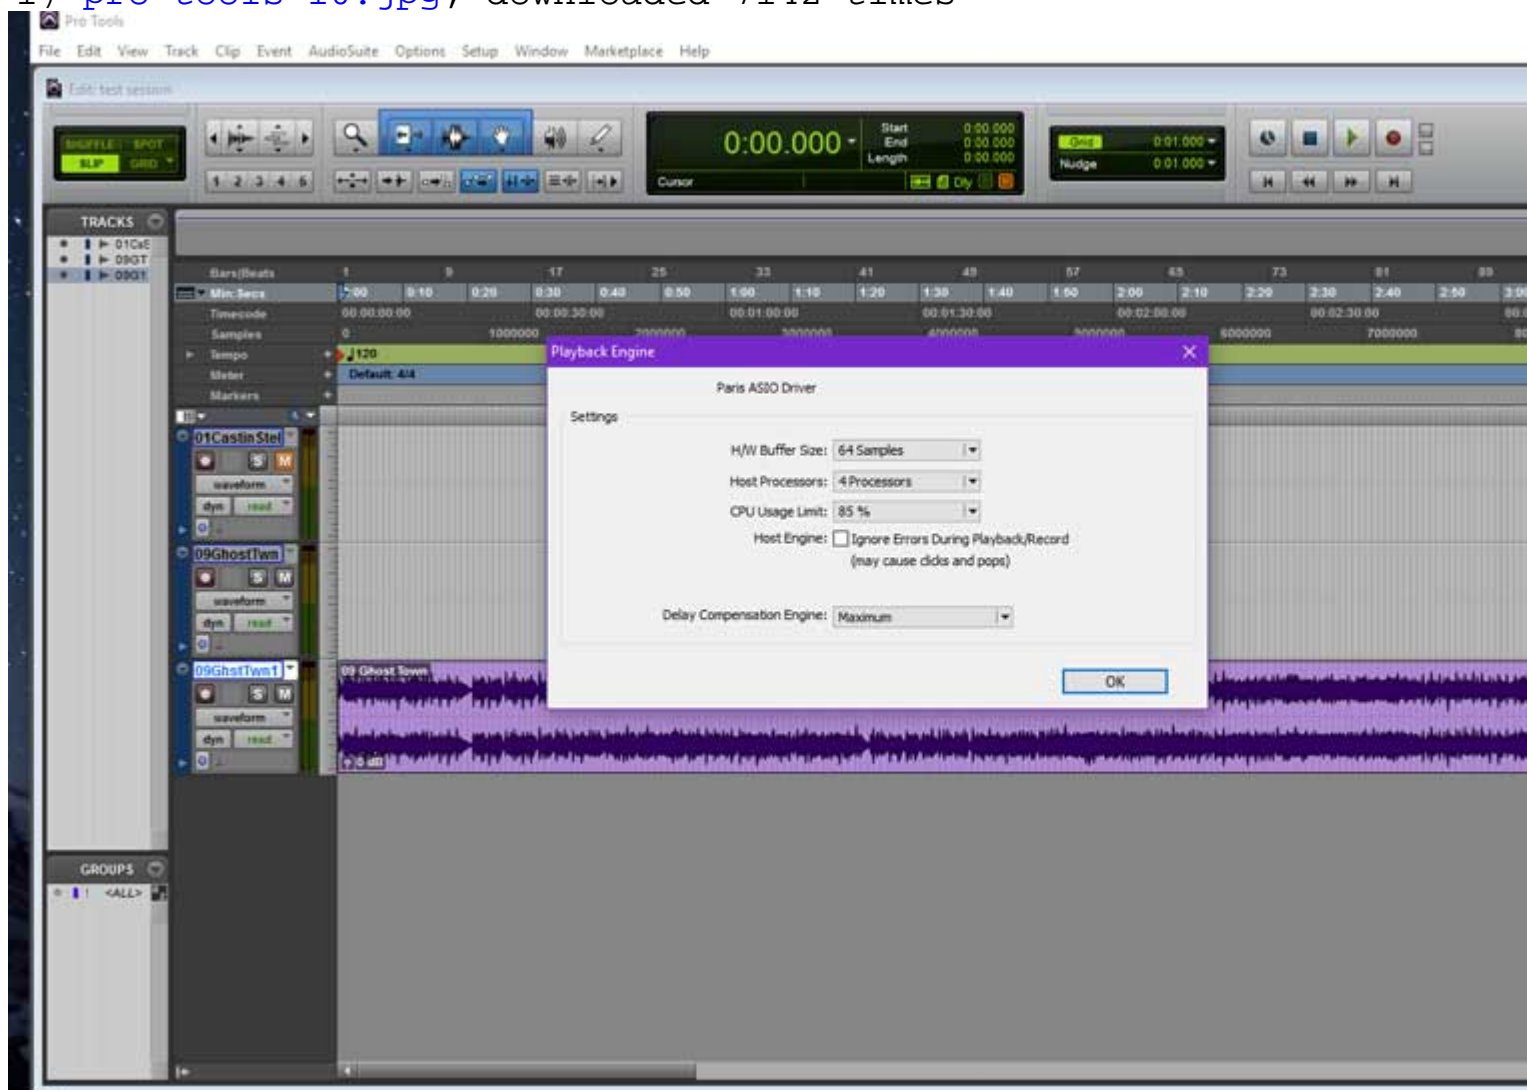 1) pro tools 10.jpg, downloaded 7142 times
Pro Tools
File Edit View Track Clip Event AudioSuite Options Setup Window Marketplace Help
Edit: test session
SHUFFLE SPOT
SLIP GRID
1 2 3 4 5
0:00.000
Start 0:00.000
End 0:00.000
Length 0:00.000
Cursor
Dly
Grid 0:01.000
Nudge 0:01.000
TRACKS
01CaS
09GT
09G1
Bars|Beats 1 9 17 25 33 41 49 57 65 73 81 89
Min:Secs 0:00 0:10 0:20 0:30 0:40 0:50 1:00 1:10 1:20 1:30 1:40 1:50 2:00 2:10 2:20 2:30 2:40 2:50 3:00
Timecode 00:00:00:00 00:00:30:00 00:01:00:00 00:01:30:00 00:02:00:00 00:02:30:00
Samples 0 1000000 2000000 3000000 4000000 5000000 6000000 7000000
Tempo 120
Meter Default: 4/4
Markers
Playback Engine
Paris ASIO Driver
Settings
H/W Buffer Size: 64 Samples
Host Processors: 4 Processors
CPU Usage Limit: 85 %
Host Engine: Ignore Errors During Playback/Record
(may cause clicks and pops)
Delay Compensation Engine: Maximum
OK
01CastinStel
S M
waveform
dyn read
09GhostTwn
S M
waveform
dyn read
09GhstTwn1
S M
waveform
dyn read
09 Ghost Town
0 dB
GROUPS
! <ALL>